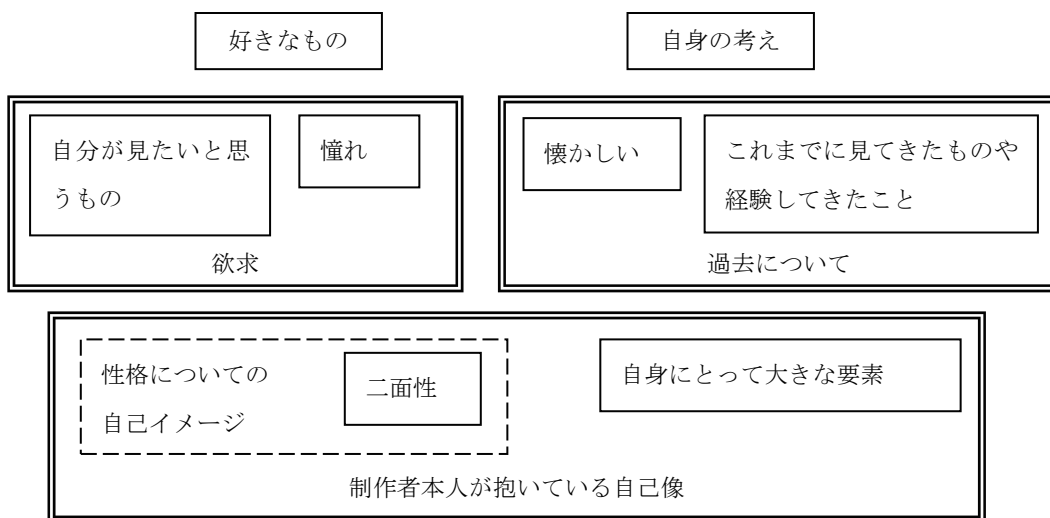 好きなもの
自身の考え
自分が見たいと思
うもの
憧れ
欲求
懐かしい
これまでに見てきたものや
経験してきたこと
過去について
性格についての
自己イメージ
二面性
自身にとって大きな要素
制作者本人が抱いている自己像